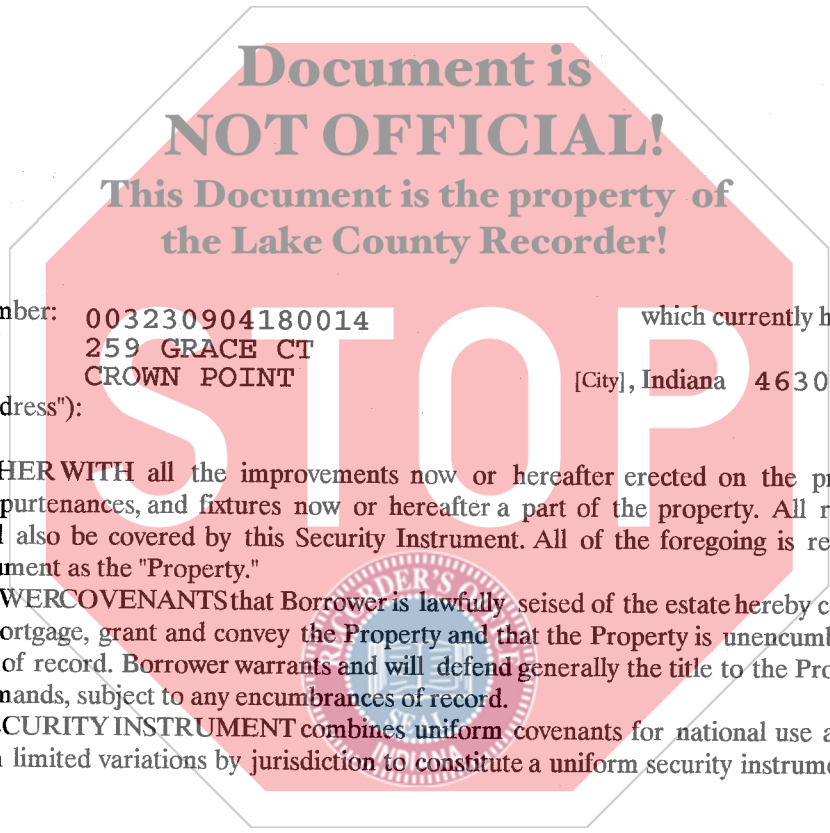 Document is
NOT OFFICIAL!
This Document is the property of
the Lake County Recorder!
STOP
mber: 003230904180014 which currently h
259 GRACE CT
CROWN POINT [City], Indiana 4630
dress"):
HER WITH all the improvements now or hereafter erected on the pr
purtenances, and fixtures now or hereafter a part of the property. All r
l also be covered by this Security Instrument. All of the foregoing is re
ument as the "Property."
WERCOVENANTS that Borrower is lawfully seised of the estate hereby c
ortgage, grant and convey the Property and that the Property is unencumb
of record. Borrower warrants and will defend generally the title to the Pro
mands, subject to any encumbrances of record.
CURITY INSTRUMENT combines uniform covenants for national use a
limited variations by jurisdiction to constitute a uniform security instrume
SEAL
INDIANA